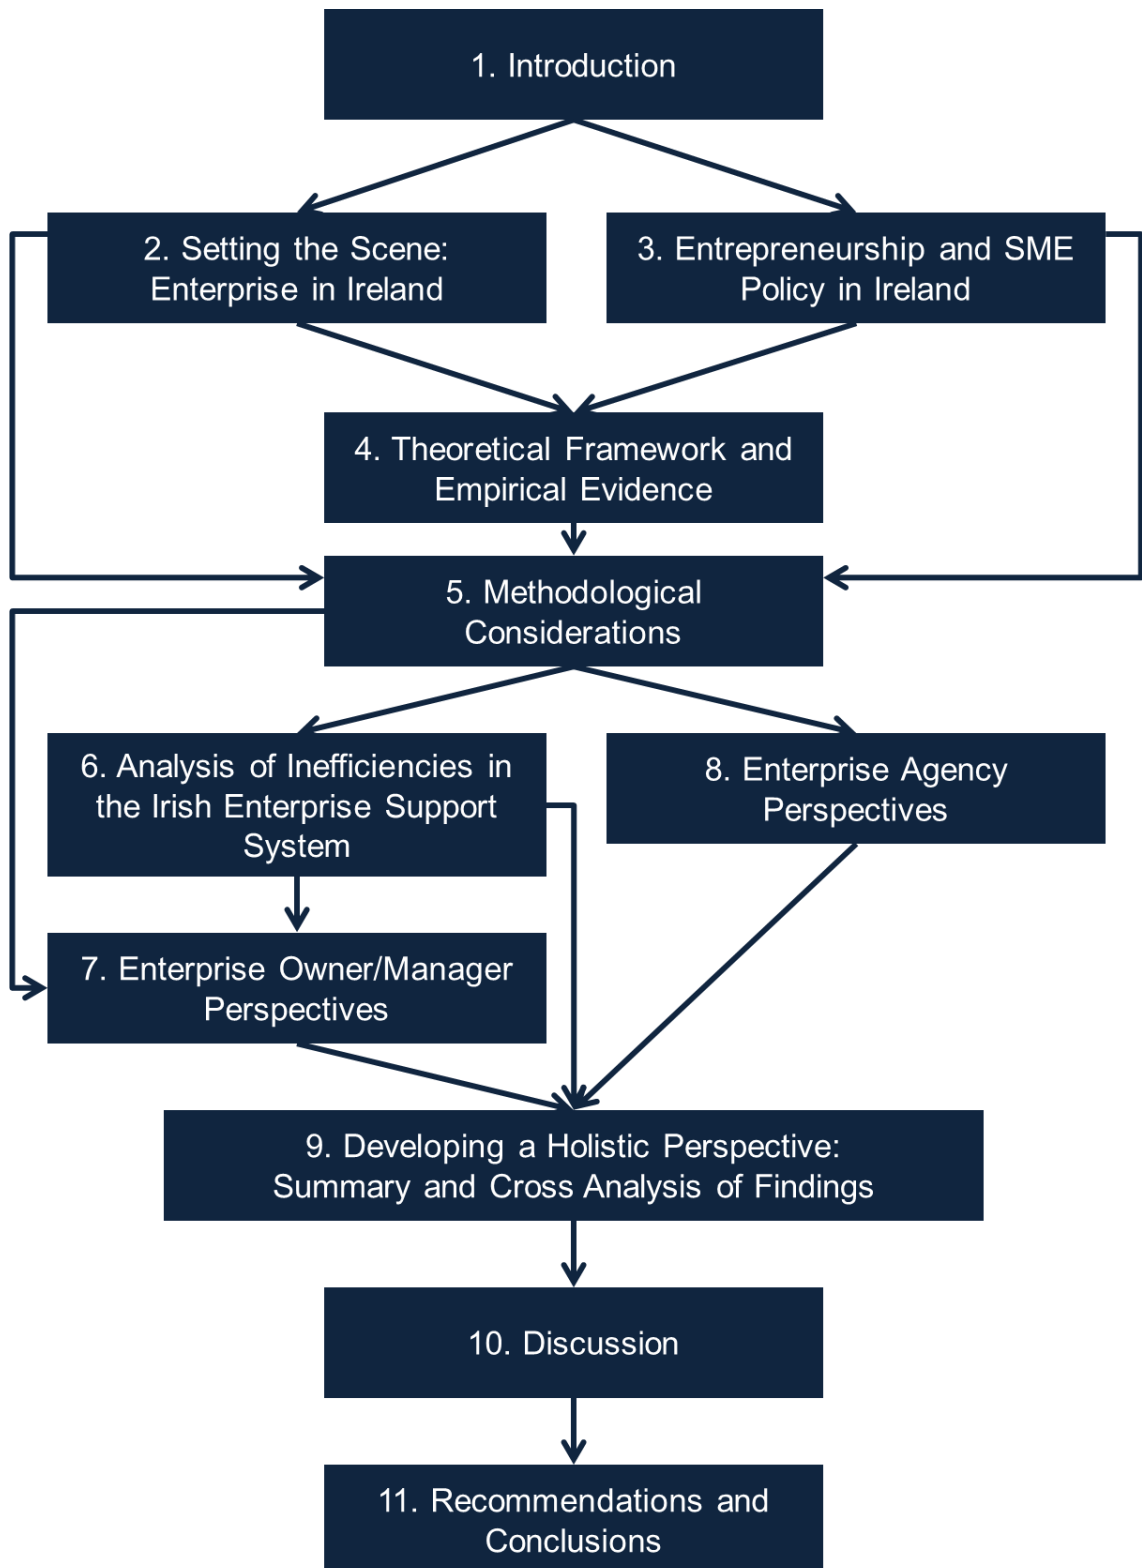 1. Introduction
2. Setting the Scene:
Enterprise in Ireland
3. Entrepreneurship and SME
Policy in Ireland
4. Theoretical Framework and
Empirical Evidence
5. Methodological
Considerations
6. Analysis of Inefficiencies in
the Irish Enterprise Support
System
8. Enterprise Agency
Perspectives
7. Enterprise Owner/Manager
Perspectives
9. Developing a Holistic Perspective:
Summary and Cross Analysis of Findings
10. Discussion
11. Recommendations and
Conclusions